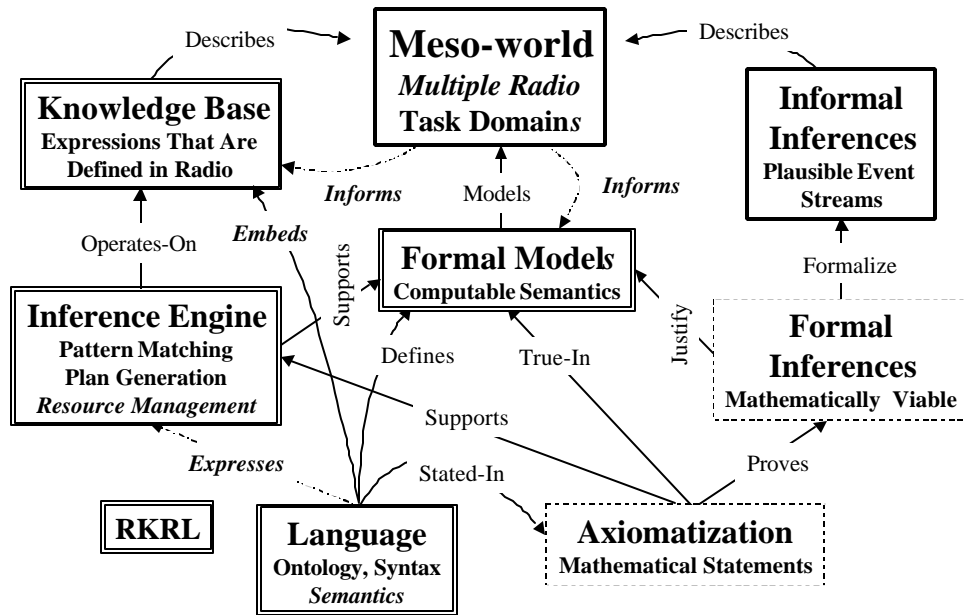 Describes
Meso-world
Multiple Radio
Task Domains
Describes
Knowledge Base
Expressions That Are
Defined in Radio
Informal
Inferences
Plausible Event
Streams
Informs
Models
Informs
Operates-On
Embeds
Supports
Formal Models
Computable Semantics
Formalize
Inference Engine
Pattern Matching
Plan Generation
Resource Management
Defines
True-In
Justify
Formal
Inferences
Mathematically Viable
Supports
Expresses
Stated-In
Proves
RKRL
Language
Ontology, Syntax
Semantics
Axiomatization
Mathematical Statements